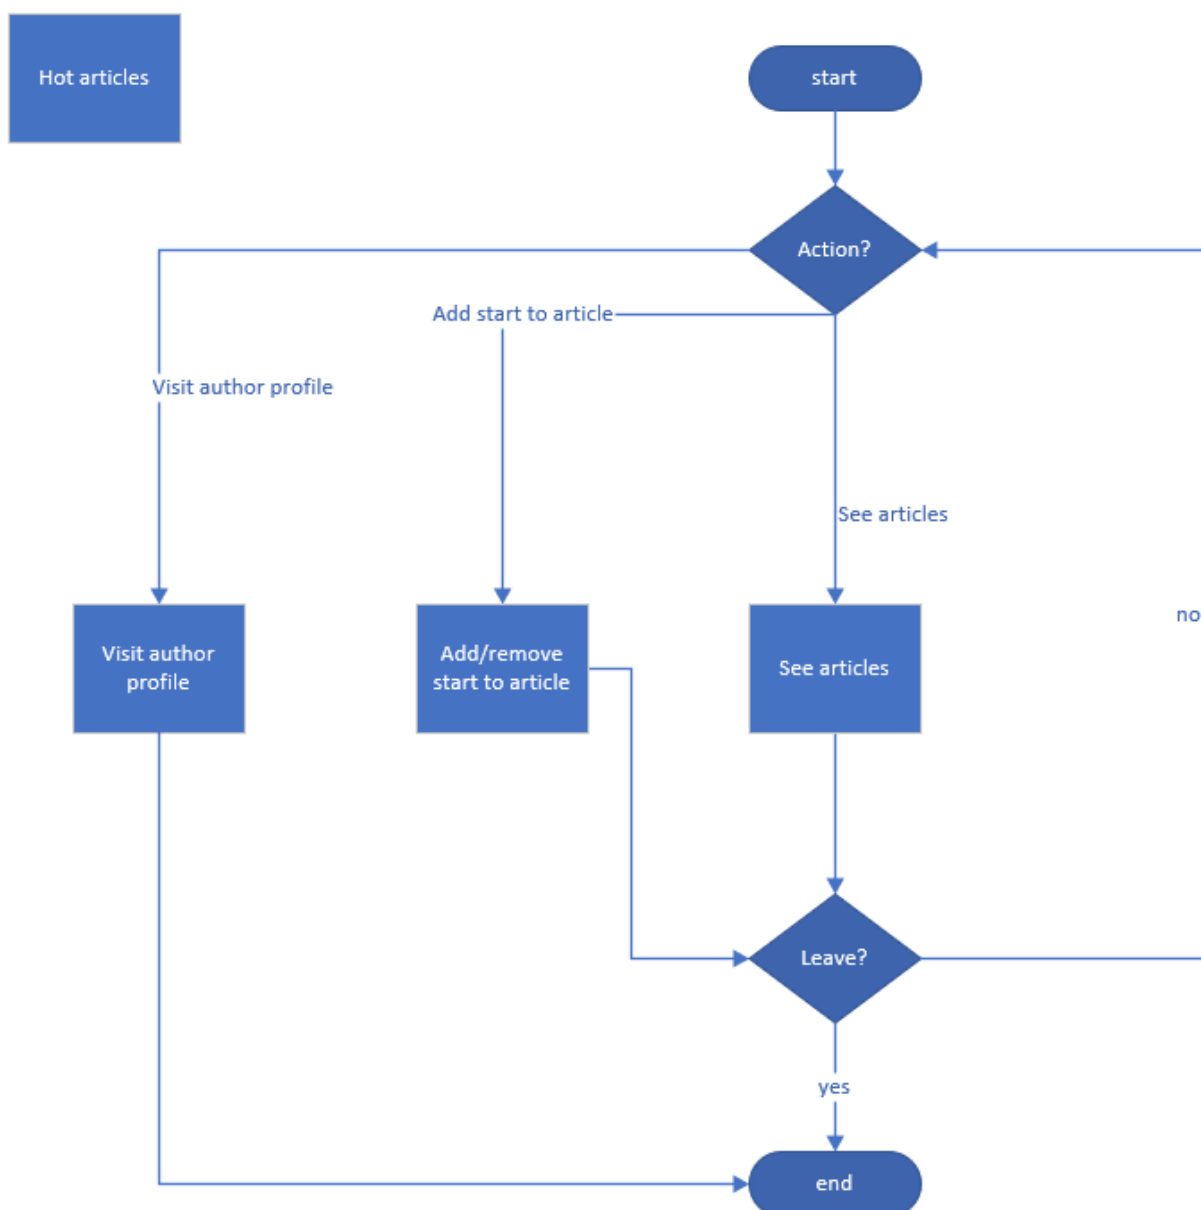 Hot articles
start
Action?
Add start to article
Visit author profile
See articles
no
Visit author
profile
Add/remove
start to article
See articles
Leave?
yes
end